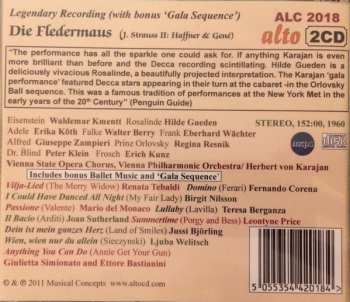 Legendary Recording (with bonus 'Gala Sequence')
ALC 2018
Die Fledermaus (J. Strauss II: Haffner & Gené)
alto 2CD
"The performance has all the sparkle one could ask for. If anything Karajan is
even more brilliant than before and the Decca recording scintillating. Hilde Gueden is a
deliciously vivacious Rosalinde, a beautifully projected interpretation. The Karajan 'gala
performance' featured Decca stars appearing in their turn at the cabaret -in the Orlovsky
Ball sequence. This was a famous tradition of performances at the New York Met in the
early years of the 20th Century" (Penguin Guide)
Eisenstein Waldemar Kmentt Rosalinde Hilde Gueden
STEREO, 152:00, 1960
Adele Erika Köth Falke Walter Berry Frank Eberhard Wächter
Alfred Giuseppe Zampieri Prinz Orlovsky Regina Resnik
Dr. Blind Peter Klein Frosch Erich Kunz
mcps
Vienna State Opera Chorus, Vienna Philharmonic Orchestra/ Herbert von Karajan
Includes bonus Ballet Music and 'Gala Sequence'
Vilja-Lied (The Merry Widow) Renata Tebaldi Domino (Ferari) Fernando Corena
I Could Have Danced All Night (My Fair Lady) Birgit Nilsson
Passione (Valente) Mario del Monaco Lullaby (Lavilla) Teresa Berganza
Il Bacio (Arditi) Joan Sutherland Summertime (Porgy and Bess) Leontyne Price
Dein ist mein ganzes Herz (Land of Smiles) Jussi Björling
Wien, wien nur du allein (Sieczynski) Ljuba Welitsch
Anything You Can Do (Annie Get Your Gun)
Giulietta Simionato and Ettore Bastianini
℗ & © 2011 Musical Concepts www.altocd.com
5 055354 420184 >